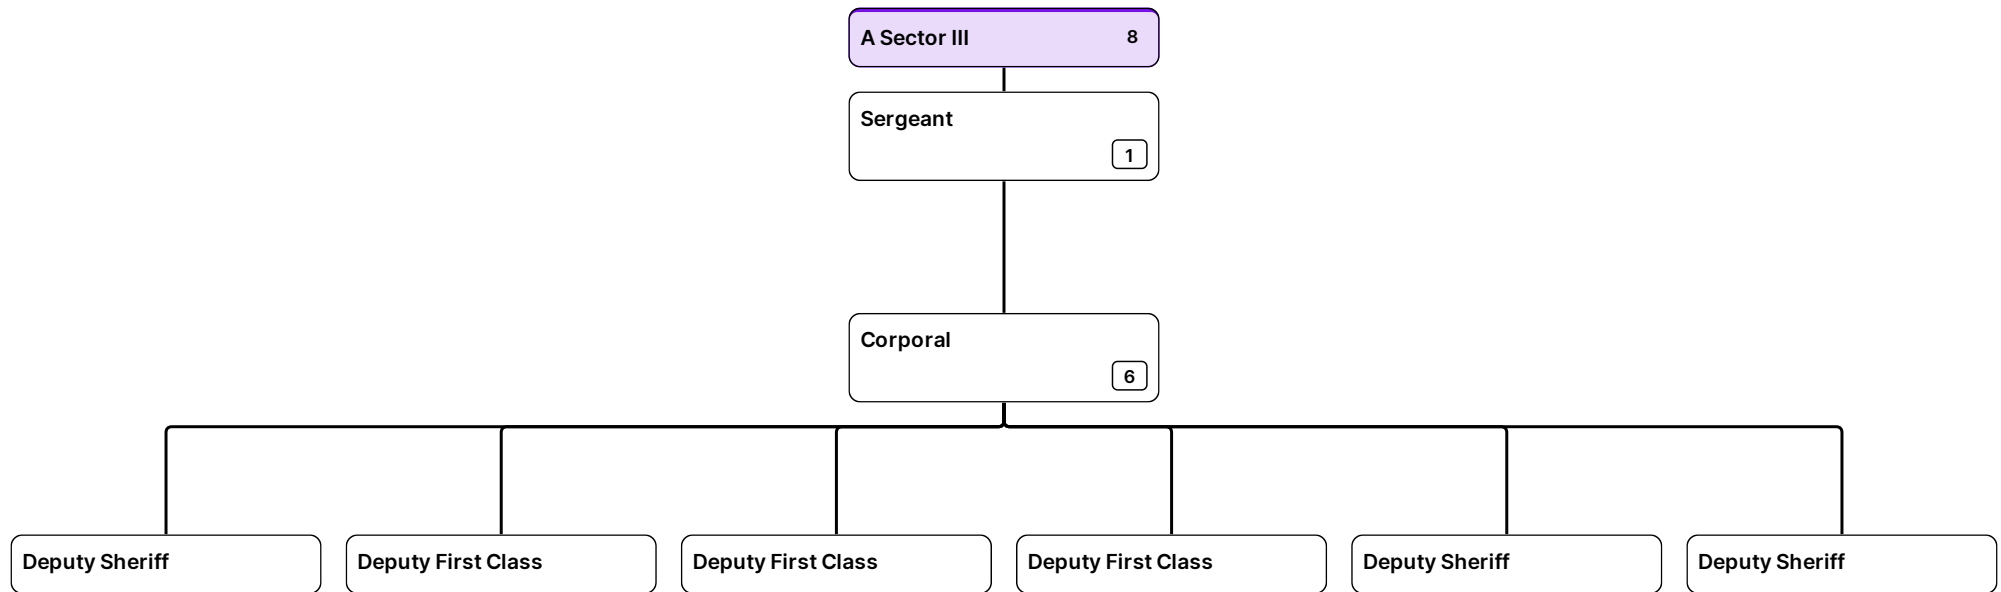 A Sector III 8
Sergeant
1
Corporal
6
Deputy Sheriff
Deputy First Class
Deputy First Class
Deputy First Class
Deputy Sheriff
Deputy Sheriff